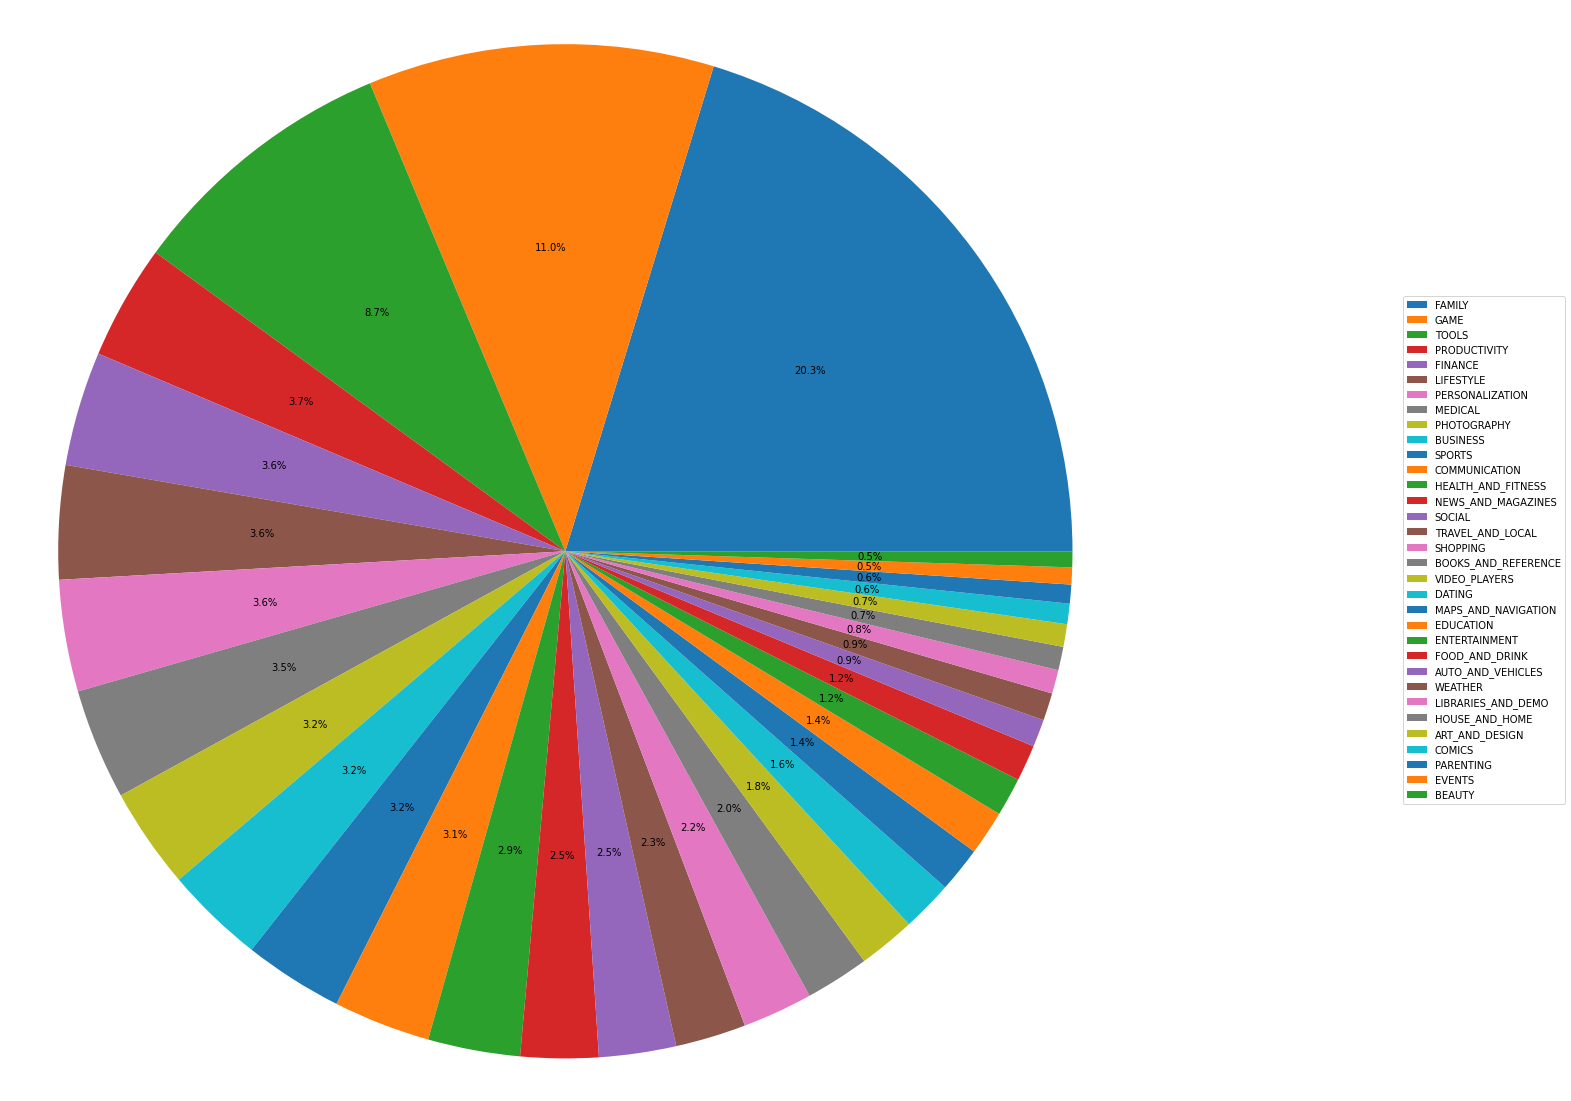 11.0%
8.7%
20.3%
3.7%
3.6%
3.6%
3.6%
3.5%
3.2%
3.2%
3.2%
3.1%
2.9%
2.5%
2.5%
2.3%
2.2%
2.0%
1.8%
1.6%
1.4%
1.4%
1.2%
1.2%
0.9%
0.9%
0.8%
0.7%
0.7%
0.6%
0.6%
0.5%
0.5%
FAMILY
GAME
TOOLS
PRODUCTIVITY
FINANCE
LIFESTYLE
PERSONALIZATION
MEDICAL
PHOTOGRAPHY
BUSINESS
SPORTS
COMMUNICATION
HEALTH_AND_FITNESS
NEWS_AND_MAGAZINES
SOCIAL
TRAVEL_AND_LOCAL
SHOPPING
BOOKS_AND_REFERENCE
VIDEO_PLAYERS
DATING
MAPS_AND_NAVIGATION
EDUCATION
ENTERTAINMENT
FOOD_AND_DRINK
AUTO_AND_VEHICLES
WEATHER
LIBRARIES_AND_DEMO
HOUSE_AND_HOME
ART_AND_DESIGN
COMICS
PARENTING
EVENTS
BEAUTY